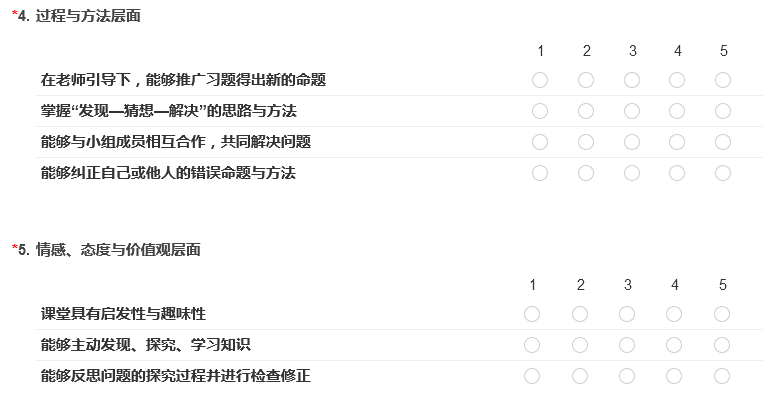 *4. 过程与方法层面
1 2 3 4 5
在老师引导下，能够推广习题得出新的命题
掌握“发现—猜想—解决”的思路与方法
能够与小组成员相互合作，共同解决问题
能够纠正自己或他人的错误命题与方法
*5. 情感、态度与价值观层面
1 2 3 4 5
课堂具有启发性与趣味性
能够主动发现、探究、学习知识
能够反思问题的探究过程并进行检查修正